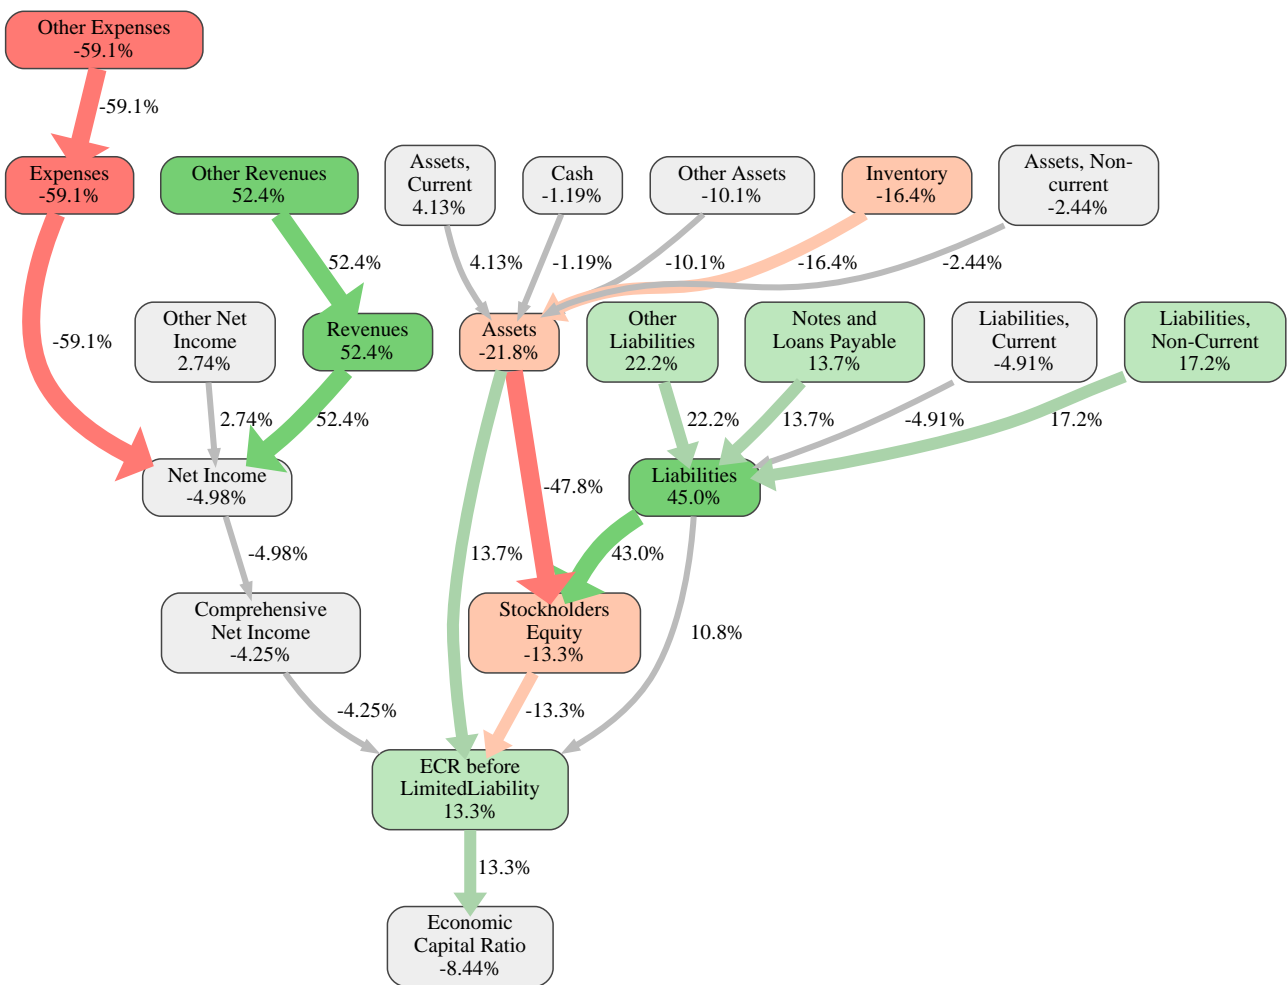 Other Expenses
-59.1%
-59.1%
Expenses
-59.1%
Other Revenues
52.4%
Assets,
Current
4.13%
Cash
-1.19%
Other Assets
-10.1%
Inventory
-16.4%
Assets, Non-
current
-2.44%
52.4%
4.13%
-1.19%
-10.1%
-16.4%
-2.44%
-59.1%
Other Net
Income
2.74%
Revenues
52.4%
Assets
-21.8%
Other
Liabilities
22.2%
Notes and
Loans Payable
13.7%
Liabilities,
Current
-4.91%
Liabilities,
Non-Current
17.2%
2.74%
52.4%
22.2%
13.7%
-4.91%
17.2%
Net Income
-4.98%
-47.8%
Liabilities
45.0%
-4.98%
13.7%
43.0%
Comprehensive
Net Income
-4.25%
Stockholders
Equity
-13.3%
10.8%
-4.25%
-13.3%
ECR before
LimitedLiability
13.3%
13.3%
Economic
Capital Ratio
-8.44%